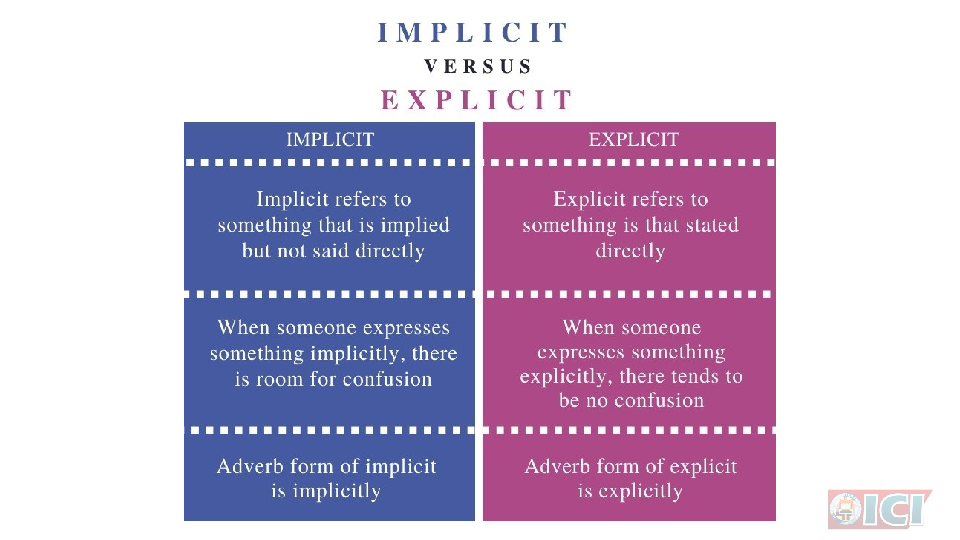 IMPLICIT
VERSUS
EXPLICIT
IMPLICIT
Implicit refers to
something that is implied
but not said directly
When someone expresses
something implicitly, there
is room for confusion
Adverb form of implicit
is implicitly
EXPLICIT
Explicit refers to
something is that stated
directly
When someone
expresses something
explicitly, there tends to
be no confusion
Adverb form of explicit
is explicitly
ICI